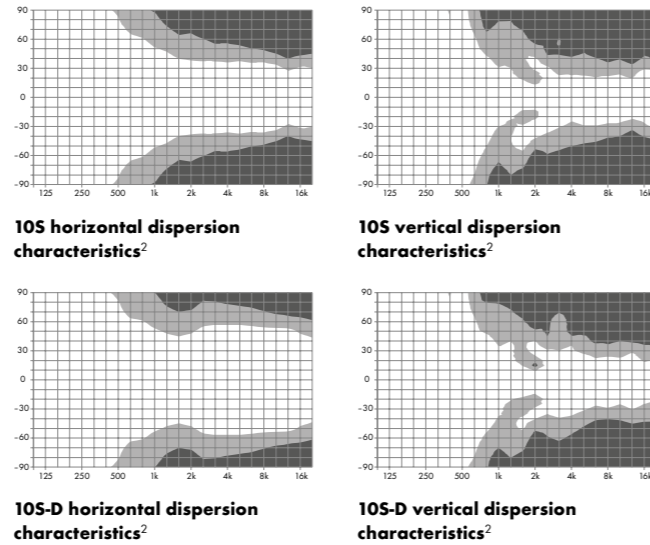 90
60
30
0
-30
-60
-90
125 250 500 1k 2k 4k 8k 16k
10S horizontal dispersion
characteristics²
90
60
30
0
-30
-60
-90
125 250 500 1k 2k 4k 8k 16k
10S vertical dispersion
characteristics²
90
60
30
0
-30
-60
-90
125 250 500 1k 2k 4k 8k 16k
10S-D horizontal dispersion
characteristics²
90
60
30
0
-30
-60
-90
125 250 500 1k 2k 4k 8k 16k
10S-D vertical dispersion
characteristics²